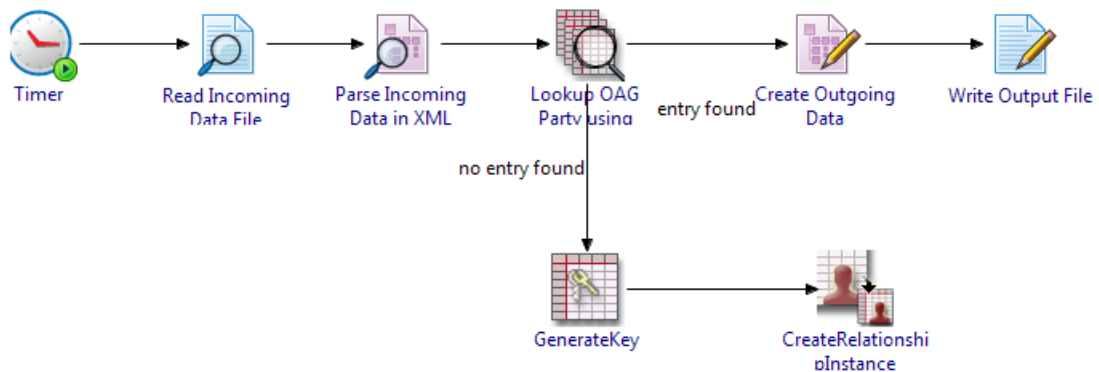 Timer
Read Incoming
Data File
Parse Incoming
Data in XML
Lookup OAG
Party using
entry found
Create Outgoing
Data
Write Output File
no entry found
GenerateKey
CreateRelationshi
pInstance